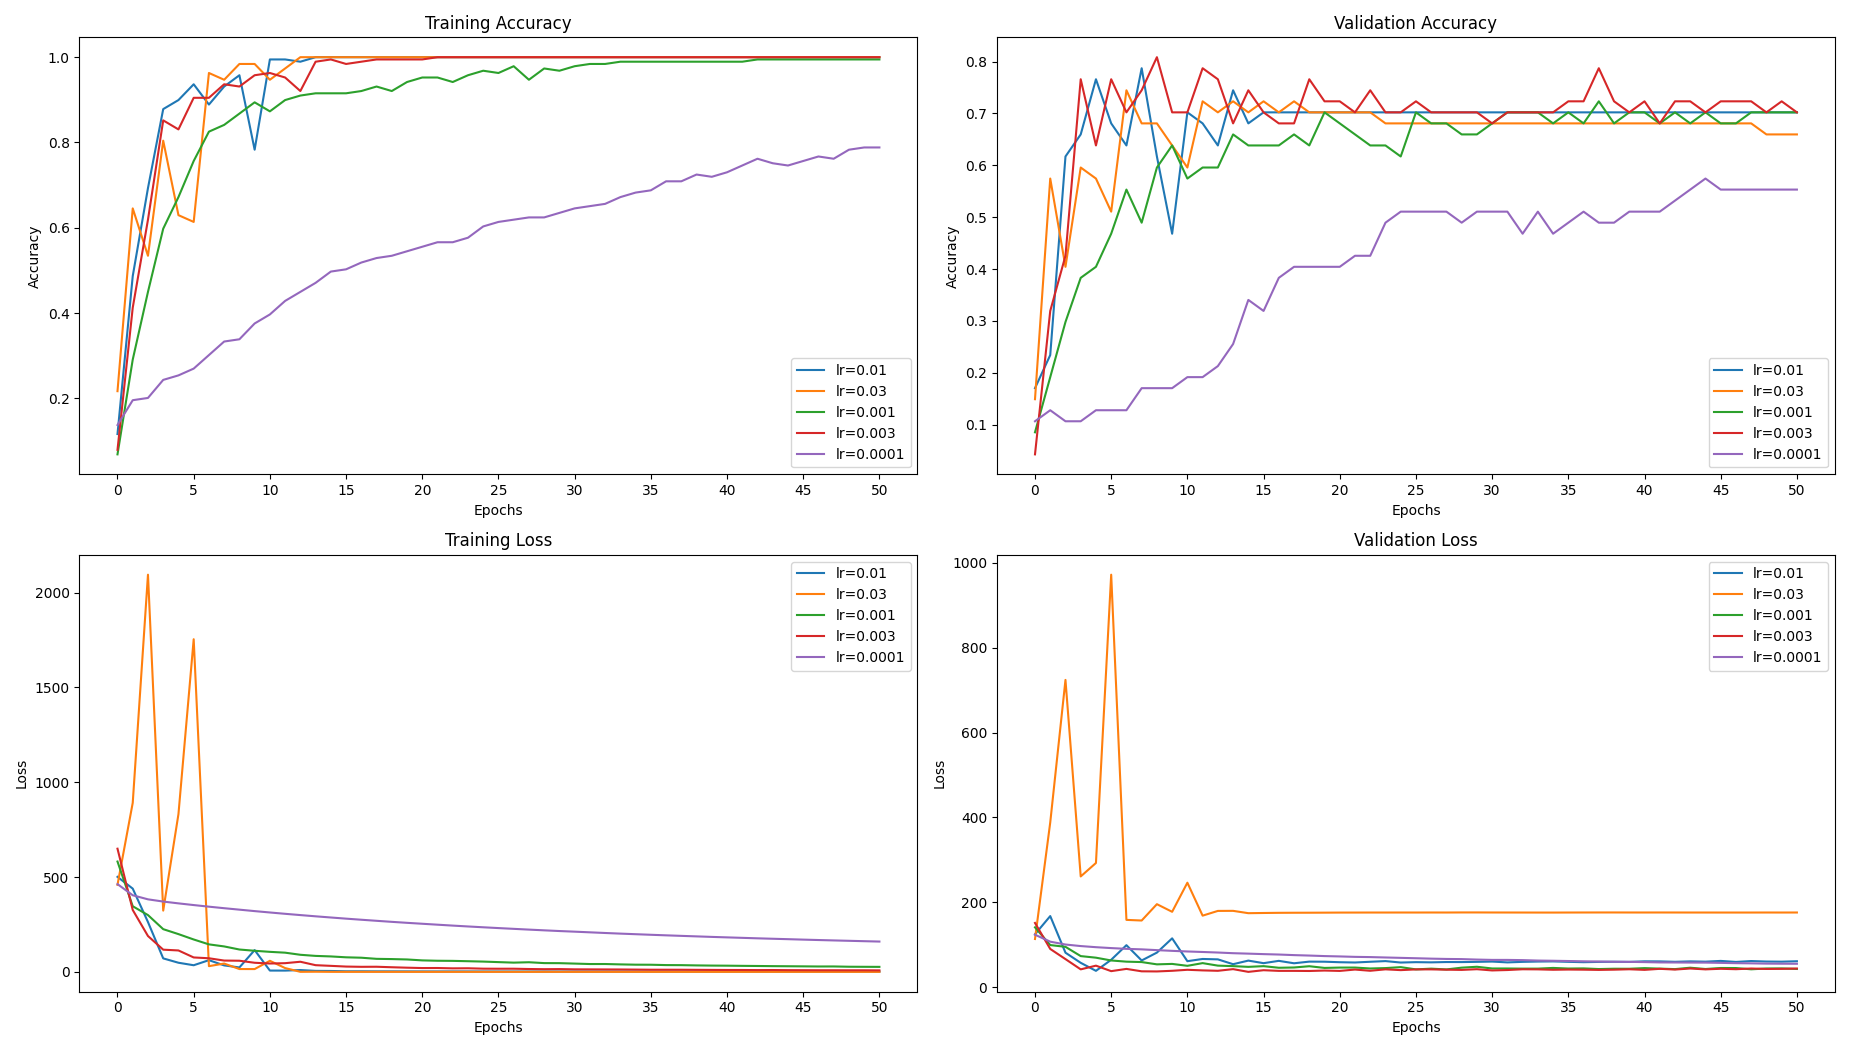 Training Accuracy
Accuracy
1.0
0.8
0.6
0.4
0.2
0 5 10 15 20 25 30 35 40 45 50
Epochs
lr=0.01
lr=0.03
lr=0.001
lr=0.003
lr=0.0001
Validation Accuracy
Accuracy
0.8
0.7
0.6
0.5
0.4
0.3
0.2
0.1
0 5 10 15 20 25 30 35 40 45 50
Epochs
lr=0.01
lr=0.03
lr=0.001
lr=0.003
lr=0.0001
Training Loss
Loss
2000
1500
1000
500
0
0 5 10 15 20 25 30 35 40 45 50
Epochs
lr=0.01
lr=0.03
lr=0.001
lr=0.003
lr=0.0001
Validation Loss
Loss
1000
800
600
400
200
0
0 5 10 15 20 25 30 35 40 45 50
Epochs
lr=0.01
lr=0.03
lr=0.001
lr=0.003
lr=0.0001